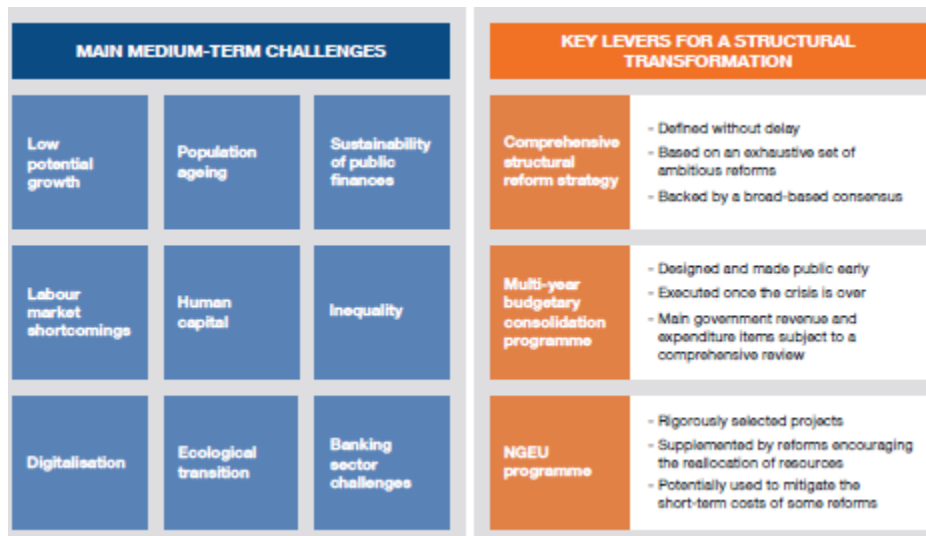 MAIN MEDIUM-TERM CHALLENGES
Low
potential
growth
Population
ageing
Sustainability
of public
finances
Labour
market
shortcomings
Human
capital
Inequality
Digitalisation
Ecological
transition
Banking
sector
challenges
KEY LEVERS FOR A STRUCTURAL
TRANSFORMATION
Comprehensive
structural
reform strategy
- Defined without delay
- Based on an exhaustive set of
ambitious reforms
- Backed by a broad-based consensus
Multi-year
budgetary
consolidation
programme
- Designed and made public early
- Executed once the crisis is over
- Main government revenue and
expenditure items subject to a
comprehensive review
NGEU
programme
- Rigorously selected projects
- Supplemented by reforms encouraging
the reallocation of resources
- Potentially used to mitigate the
short-term costs of some reforms